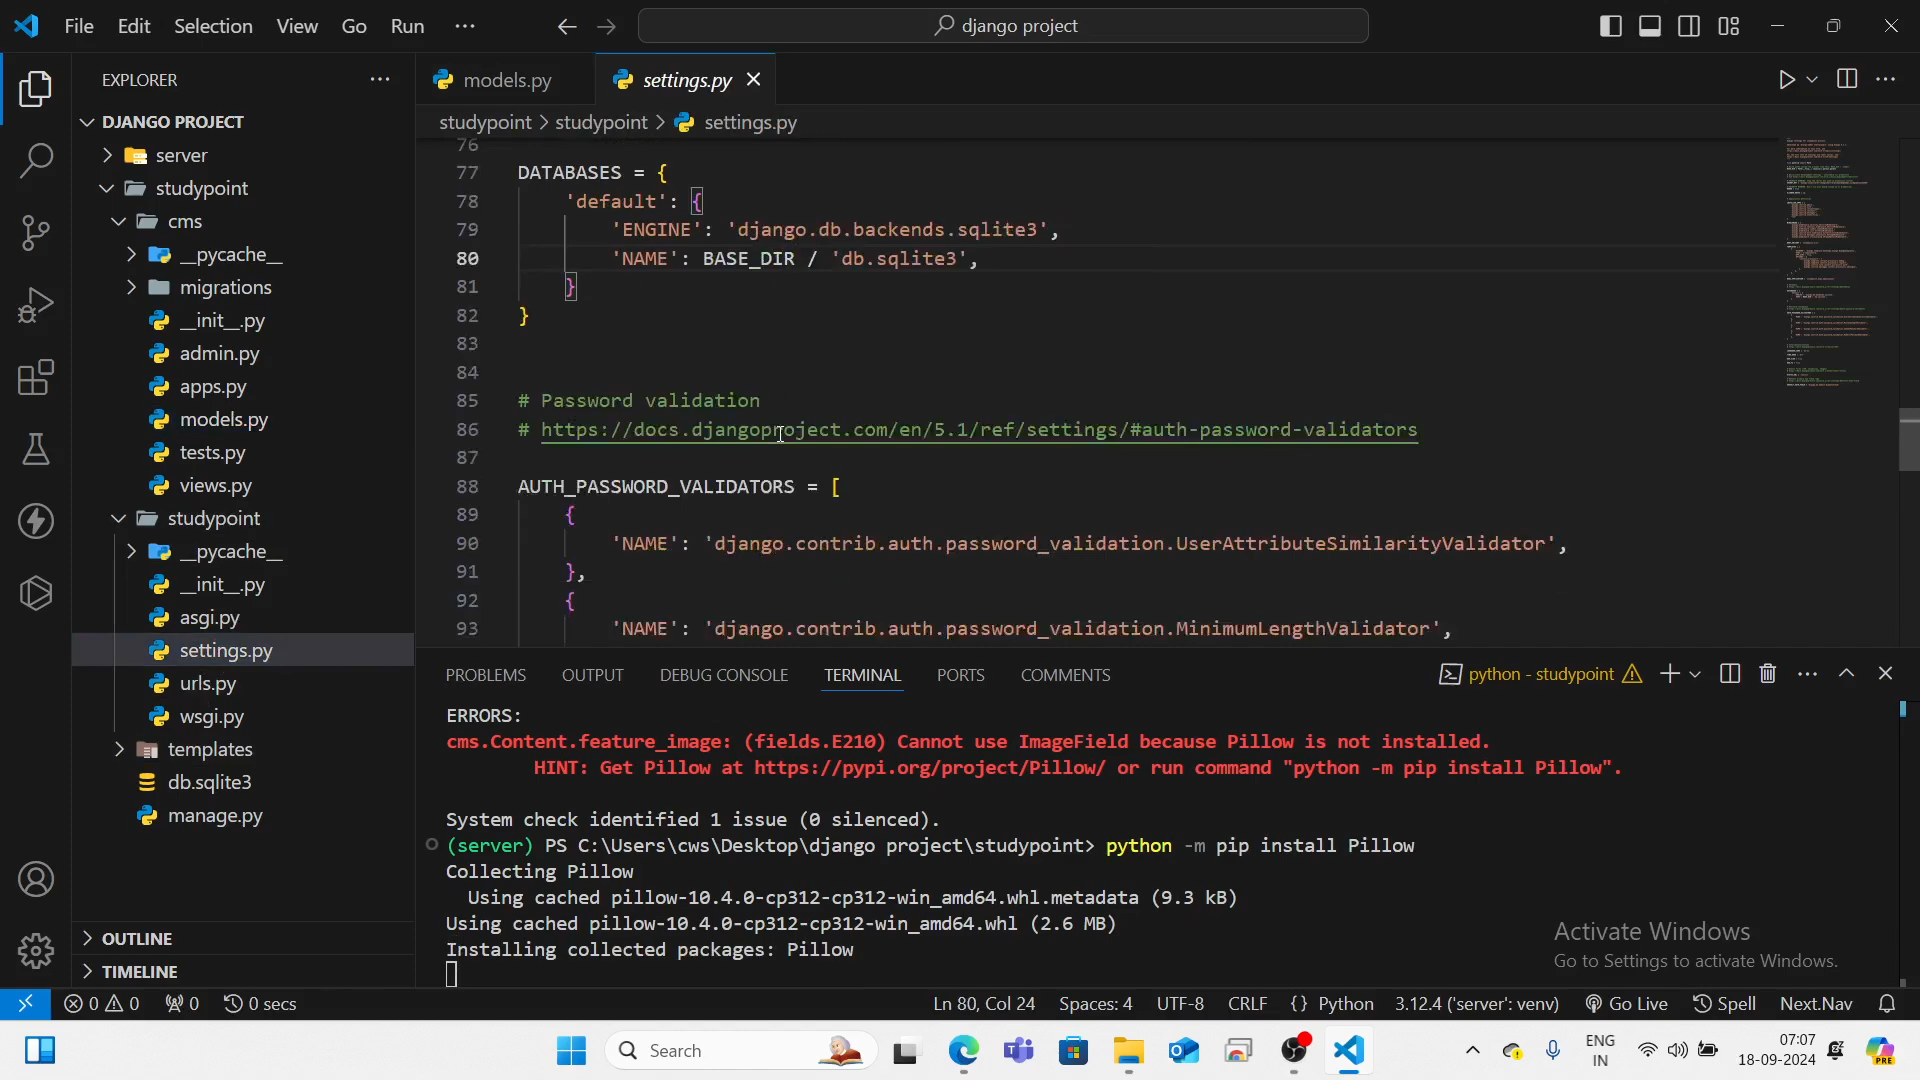 File Edit Selection View Go Run ···
django project
EXPLORER
DJANGO PROJECT
server
studypoint
cms
__pycache__
migrations
__init__.py
admin.py
apps.py
models.py
tests.py
views.py
studypoint
__pycache__
__init__.py
asgi.py
settings.py
urls.py
wsgi.py
templates
db.sqlite3
manage.py
OUTLINE
TIMELINE
models.py settings.py
studypoint > studypoint > settings.py
76
77 DATABASES = {
78 'default': {
79 'ENGINE': 'django.db.backends.sqlite3',
80 'NAME': BASE_DIR / 'db.sqlite3',
81 }
82 }
83
84
85 # Password validation
86 # https://docs.djangoproject.com/en/5.1/ref/settings/#auth-password-validators
87
88 AUTH_PASSWORD_VALIDATORS = [
89 {
90 'NAME': 'django.contrib.auth.password_validation.UserAttributeSimilarityValidator',
91 },
92 {
93 'NAME': 'django.contrib.auth.password_validation.MinimumLengthValidator',
PROBLEMS OUTPUT DEBUG CONSOLE TERMINAL PORTS COMMENTS
python - studypoint
ERRORS:
cms.Content.feature_image: (fields.E210) Cannot use ImageField because Pillow is not installed.
HINT: Get Pillow at https://pypi.org/project/Pillow/ or run command "python -m pip install Pillow".
System check identified 1 issue (0 silenced).
(server) PS C:\Users\cws\Desktop\django project\studypoint> python -m pip install Pillow
Collecting Pillow
Using cached pillow-10.4.0-cp312-cp312-win_amd64.whl.metadata (9.3 kB)
Using cached pillow-10.4.0-cp312-cp312-win_amd64.whl (2.6 MB)
Installing collected packages: Pillow
Activate Windows
Go to Settings to activate Windows.
0 0 0 0 secs
Ln 80, Col 24 Spaces: 4 UTF-8 CRLF {} Python 3.12.4 ('server': venv) Go Live Spell Next.Nav
Search
ENG
IN
07:07
18-09-2024
PRE